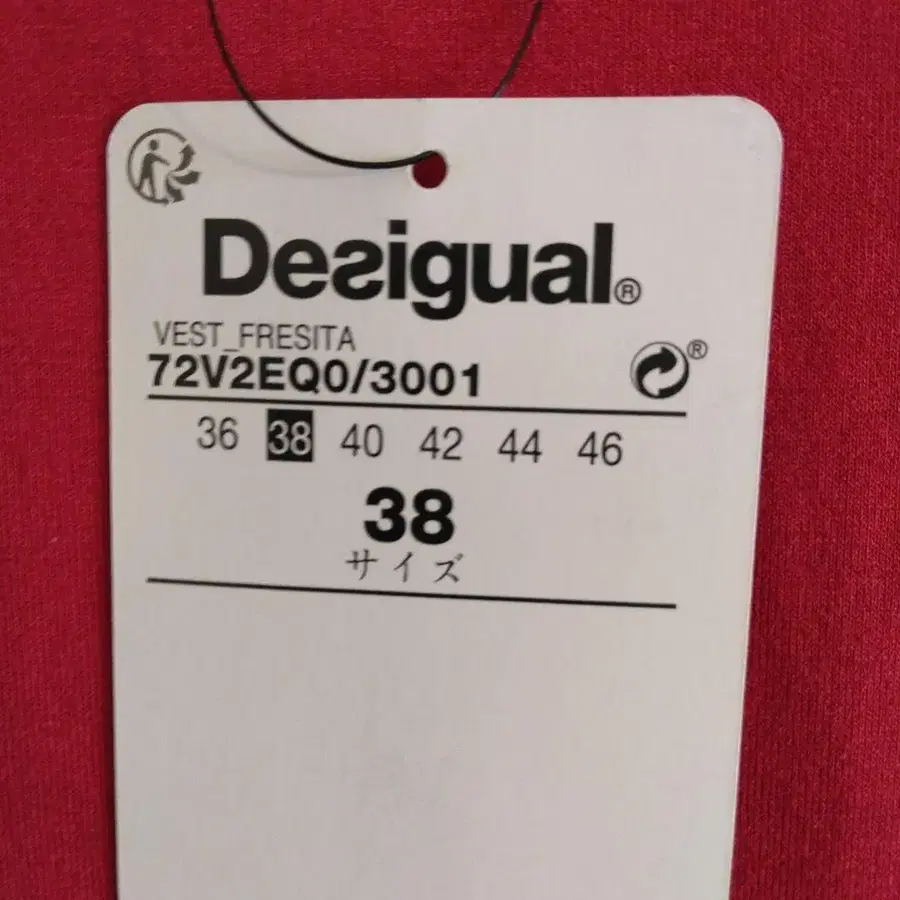 Desigual®
VEST_FRESITA
72V2EQ0/3001
®
36 38 40 42 44 46
38
サイズ